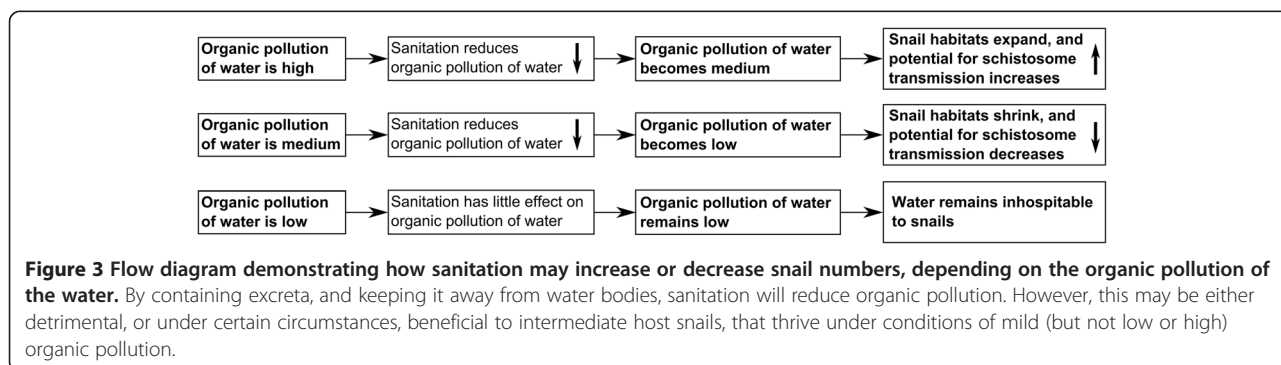 Organic pollution
of water is high
Sanitation reduces
organic pollution of water
Organic pollution of water
becomes medium
Snail habitats expand, and
potential for schistosome
transmission increases
Organic pollution
of water is medium
Sanitation reduces
organic pollution of water
Organic pollution of water
becomes low
Snail habitats shrink, and
potential for schistosome
transmission decreases
Organic pollution
of water is low
Sanitation has little effect on
organic pollution of water
Organic pollution of water
remains low
Water remains inhospitable
to snails
Figure 3 Flow diagram demonstrating how sanitation may increase or decrease snail numbers, depending on the organic pollution of
the water. By containing excreta, and keeping it away from water bodies, sanitation will reduce organic pollution. However, this may be either
detrimental, or under certain circumstances, beneficial to intermediate host snails, that thrive under conditions of mild (but not low or high)
organic pollution.